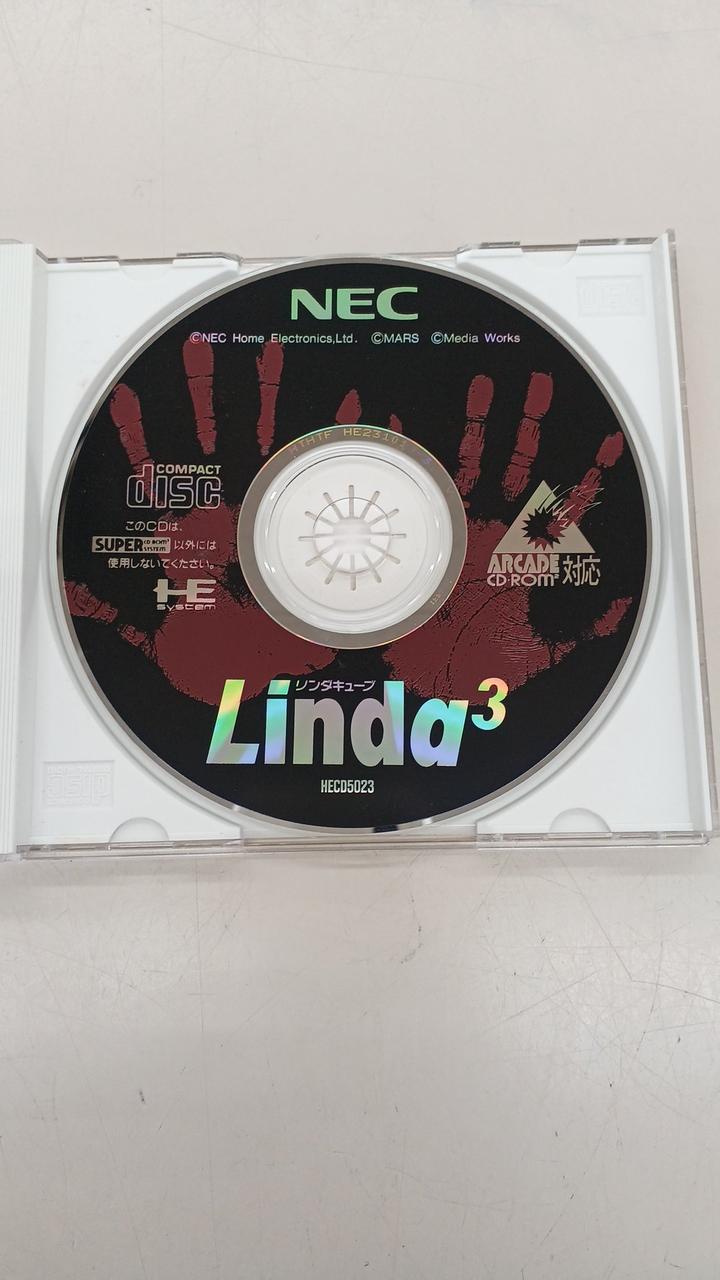 NEC
©NEC Home Electronics,Ltd. ©MARS ©Media Works
COMPACT
disc
このCDは、
SUPER CD-ROM² SYSTEM 以外には
使用しないてください。
HE
system
ARCADE
CD-ROM² 対応
リンダキューブ
Linda³
HECD5023